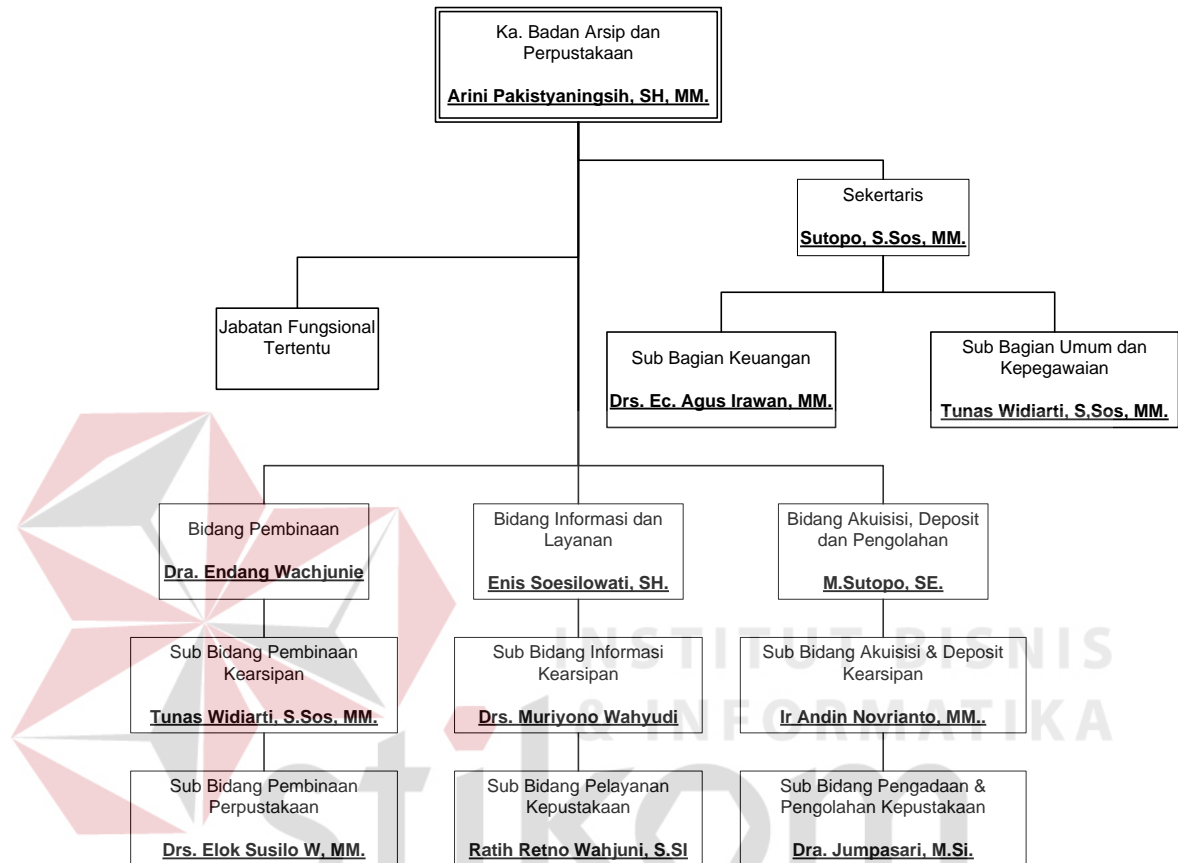 Ka. Badan Arsip dan
Perpustakaan
Arini Pakistyaningsih, SH, MM.
Sekertaris
Sutopo, S.Sos, MM.
Jabatan Fungsional
Tertentu
Sub Bagian Keuangan
Drs. Ec. Agus Irawan, MM.
Sub Bagian Umum dan
Kepegawaian
Tunas Widiarti, S,Sos, MM.
Bidang Pembinaan
Dra. Endang Wachjunie
Bidang Informasi dan
Layanan
Enis Soesilowati, SH.
Bidang Akuisisi, Deposit
dan Pengolahan
M.Sutopo, SE.
Sub Bidang Pembinaan
Kearsipan
Tunas Widiarti, S.Sos, MM.
Sub Bidang Informasi
Kearsipan
Drs. Muriyono Wahyudi
Sub Bidang Akuisisi & Deposit
Kearsipan
Ir Andin Novrianto, MM..
Sub Bidang Pembinaan
Perpustakaan
Drs. Elok Susilo W, MM.
Sub Bidang Pelayanan
Kepustakaan
Ratih Retno Wahjuni, S.SI
Sub Bidang Pengadaan &
Pengolahan Kepustakaan
Dra. Jumpasari, M.Si.
INSTITUT BISNIS
& INFORMATIKA
stikom